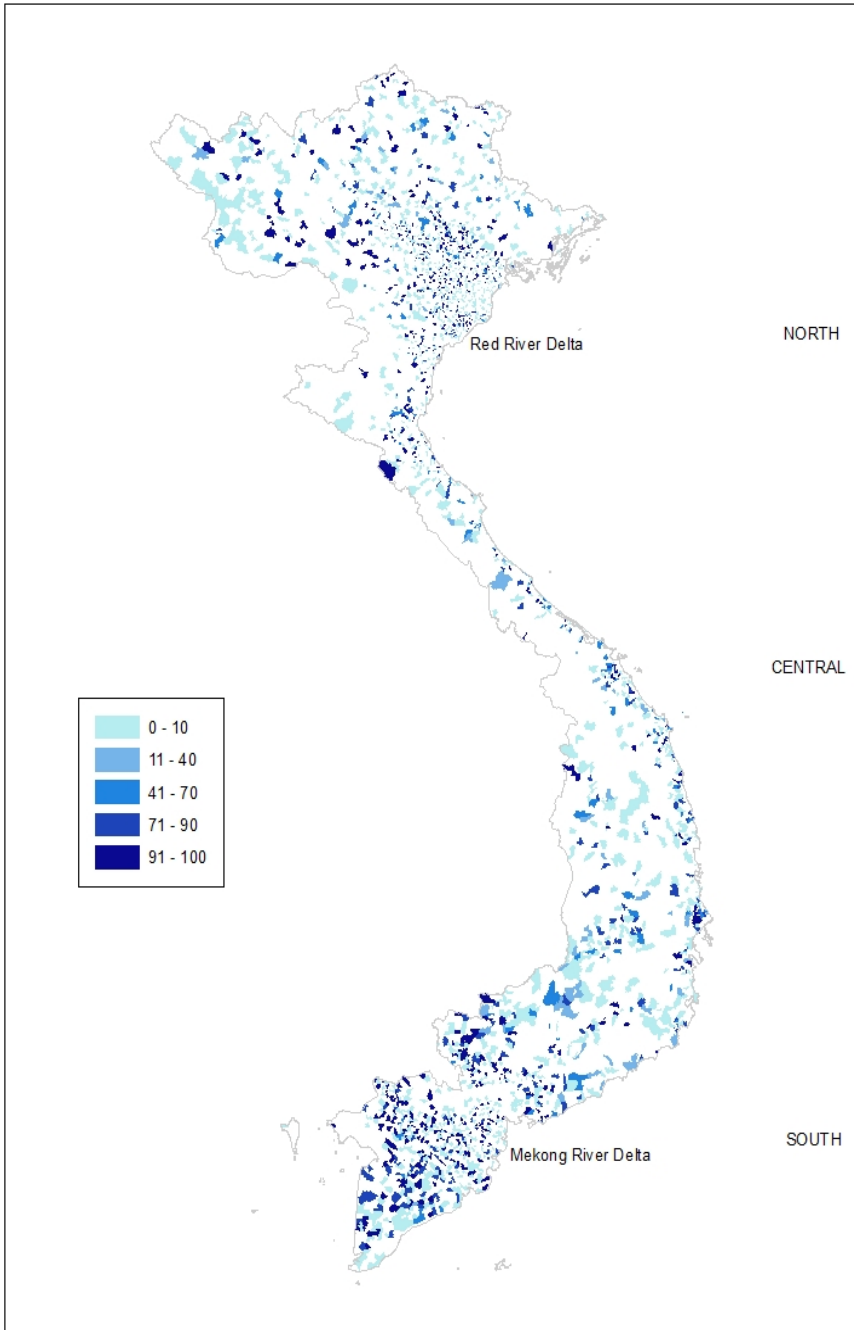 NORTH
Red River Delta
CENTRAL
0 - 10
11 - 40
41 - 70
71 - 90
91 - 100
SOUTH
Mekong River Delta